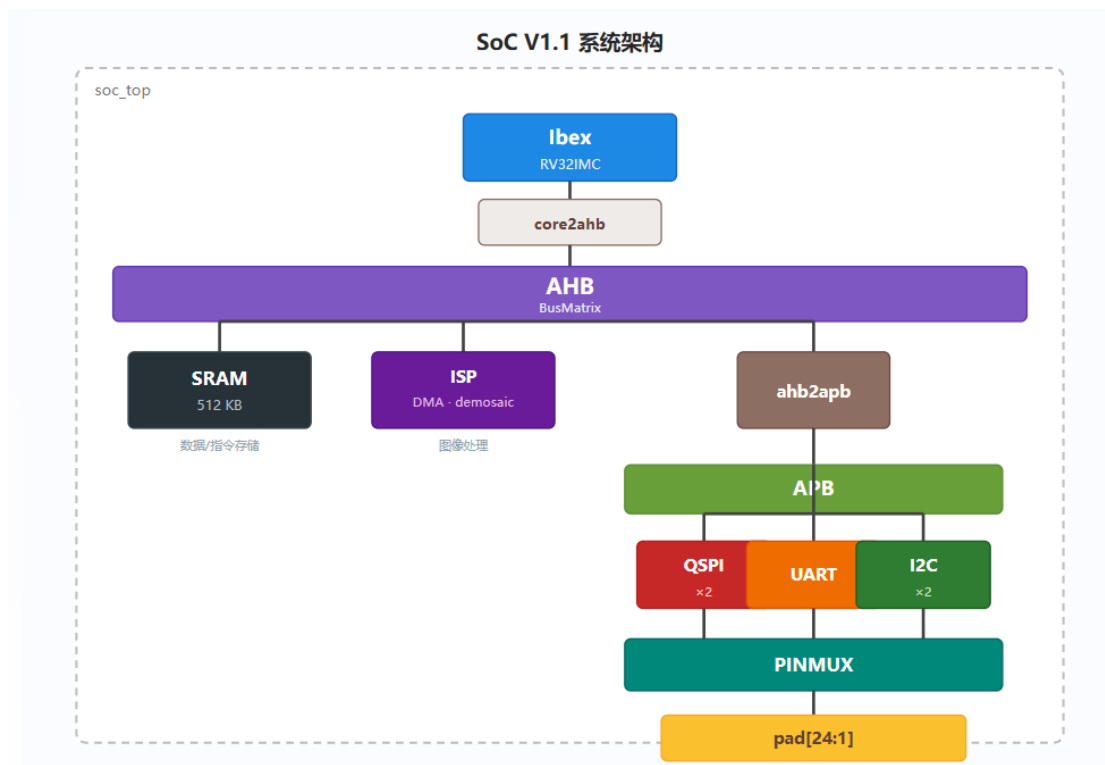 SoC V1.1 系统架构
soc_top
Ibex
RV32IMC
core2ahb
AHB
BusMatrix
SRAM
512 KB
数据/指令存储
ISP
DMA · demosaic
图像处理
ahb2apb
APB
QSPI
×2
UART
I2C
×2
PINMUX
pad[24:1]